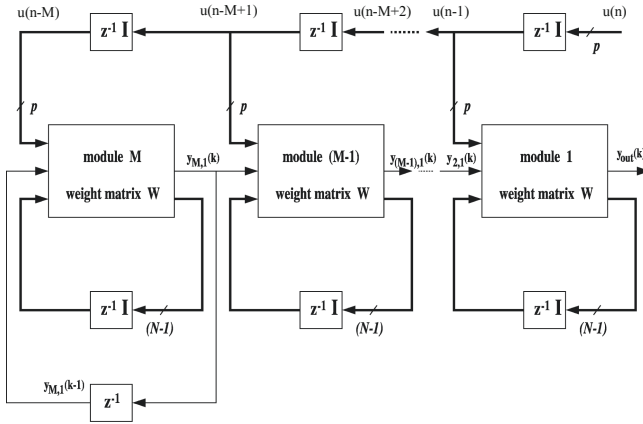 u(n-M)
u(n-M+1)
u(n-M+2)
u(n-1)
u(n)
z-1 I
z-1 I
z-1 I
p
p
p
p
module M
weight matrix W
yM,1(k)
module (M-1)
weight matrix W
y(M-1),1(k)
y2,1(k)
module 1
weight matrix W
yout(k)
z-1 I
(N-1)
z-1 I
(N-1)
z-1 I
(N-1)
yM,1(k-1)
z-1